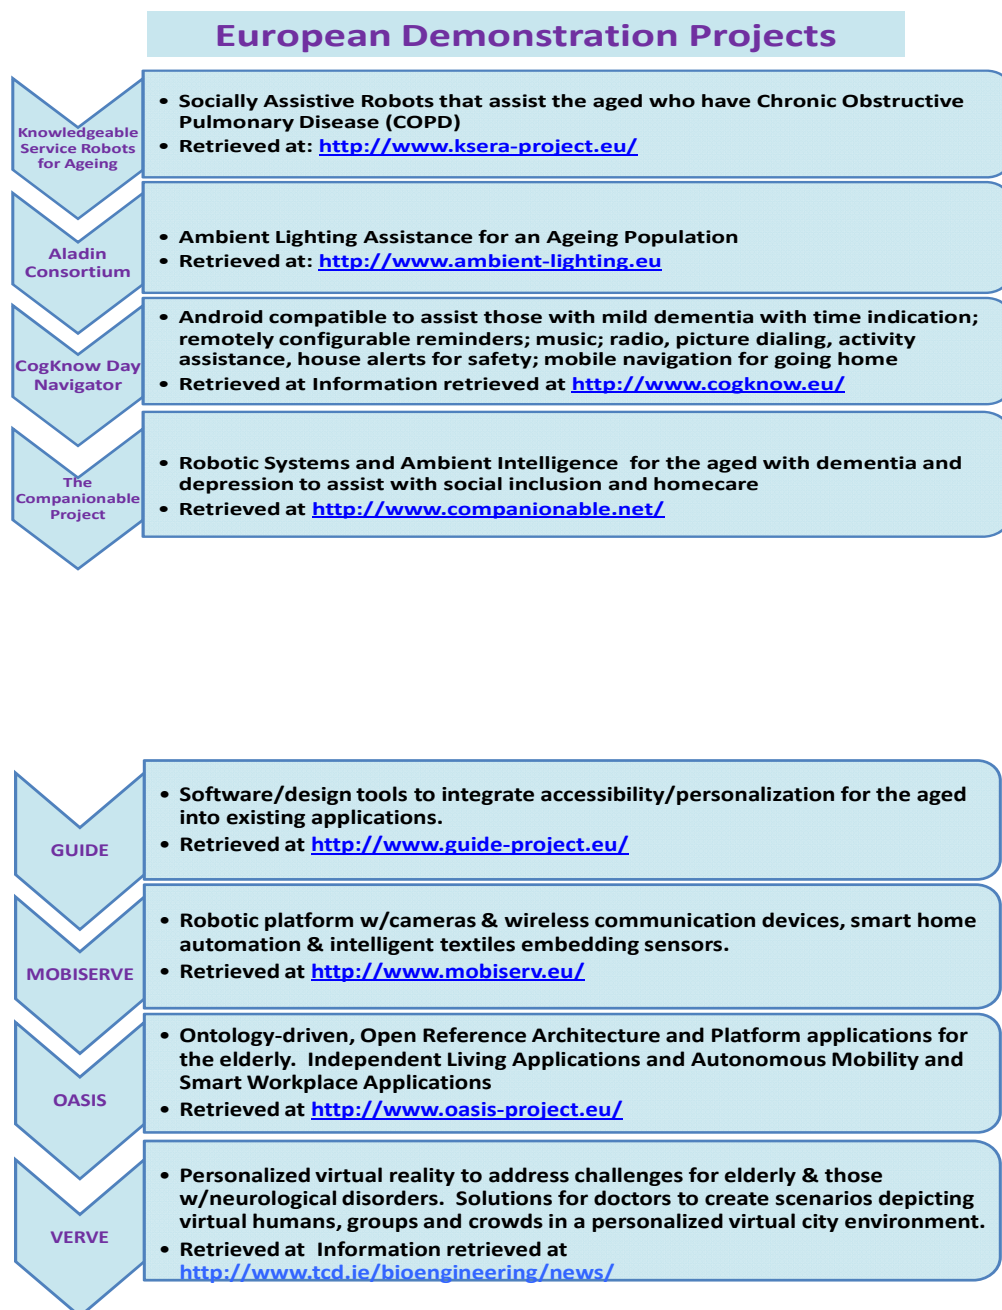 European Demonstration Projects
Knowledgeable
Service Robots
for Ageing
• Socially Assistive Robots that assist the aged who have Chronic Obstructive
Pulmonary Disease (COPD)
• Retrieved at: http://www.ksera-project.eu/
Aladin
Consortium
• Ambient Lighting Assistance for an Ageing Population
• Retrieved at: http://www.ambient-lighting.eu
CogKnow Day
Navigator
• Android compatible to assist those with mild dementia with time indication;
remotely configurable reminders; music; radio, picture dialing, activity
assistance, house alerts for safety; mobile navigation for going home
• Retrieved at Information retrieved at http://www.cogknow.eu/
The
Companionable
Project
• Robotic Systems and Ambient Intelligence for the aged with dementia and
depression to assist with social inclusion and homecare
• Retrieved at http://www.companionable.net/
GUIDE
• Software/design tools to integrate accessibility/personalization for the aged
into existing applications.
• Retrieved at http://www.guide-project.eu/
MOBISERVE
• Robotic platform w/cameras & wireless communication devices, smart home
automation & intelligent textiles embedding sensors.
• Retrieved at http://www.mobiserv.eu/
OASIS
• Ontology-driven, Open Reference Architecture and Platform applications for
the elderly. Independent Living Applications and Autonomous Mobility and
Smart Workplace Applications
• Retrieved at http://www.oasis-project.eu/
VERVE
• Personalized virtual reality to address challenges for elderly & those
w/neurological disorders. Solutions for doctors to create scenarios depicting
virtual humans, groups and crowds in a personalized virtual city environment.
• Retrieved at Information retrieved at
http://www.tcd.ie/bioengineering/news/